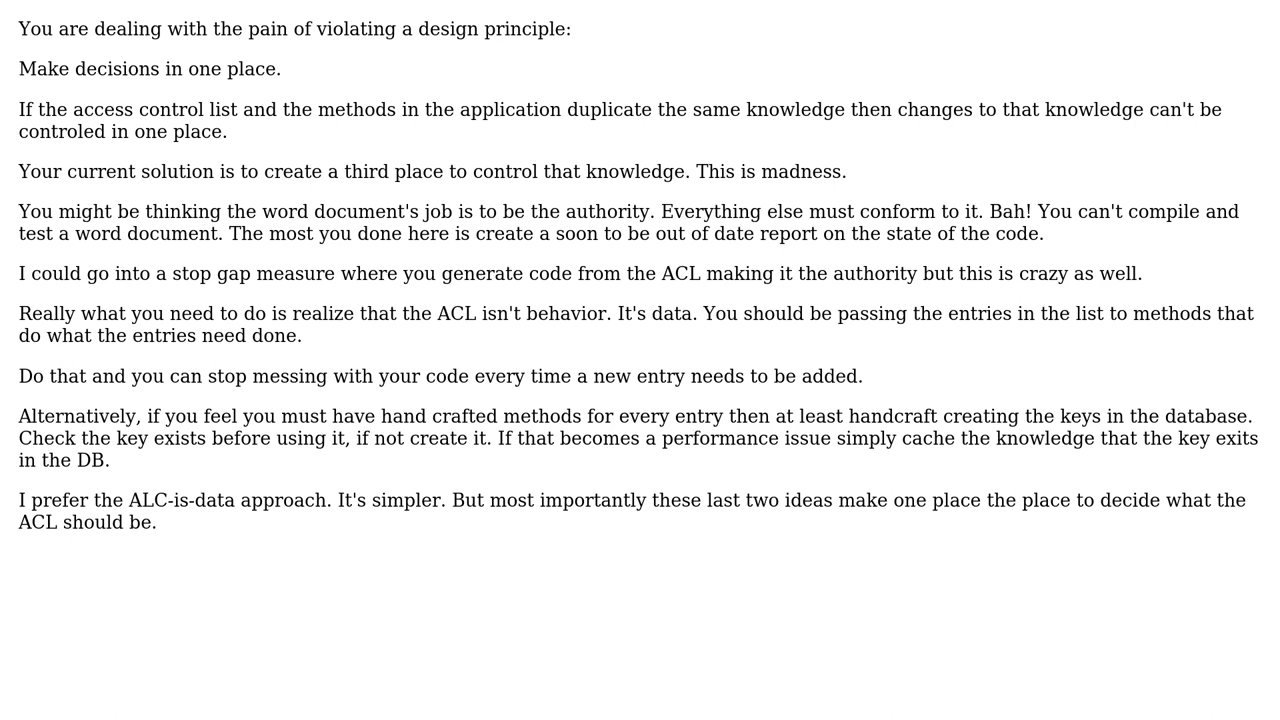 You are dealing with the pain of violating a design principle:
Make decisions in one place.
If the access control list and the methods in the application duplicate the same knowledge then changes to that knowledge can't be
controled in one place.
Your current solution is to create a third place to control that knowledge. This is madness.
You might be thinking the word document's job is to be the authority. Everything else must conform to it. Bah! You can't compile and
test a word document. The most you done here is create a soon to be out of date report on the state of the code.
I could go into a stop gap measure where you generate code from the ACL making it the authority but this is crazy as well.
Really what you need to do is realize that the ACL isn't behavior. It's data. You should be passing the entries in the list to methods that
do what the entries need done.
Do that and you can stop messing with your code every time a new entry needs to be added.
Alternatively, if you feel you must have hand crafted methods for every entry then at least handcraft creating the keys in the database.
Check the key exists before using it, if not create it. If that becomes a performance issue simply cache the knowledge that the key exits
in the DB.
I prefer the ALC-is-data approach. It's simpler. But most importantly these last two ideas make one place the place to decide what the
ACL should be.